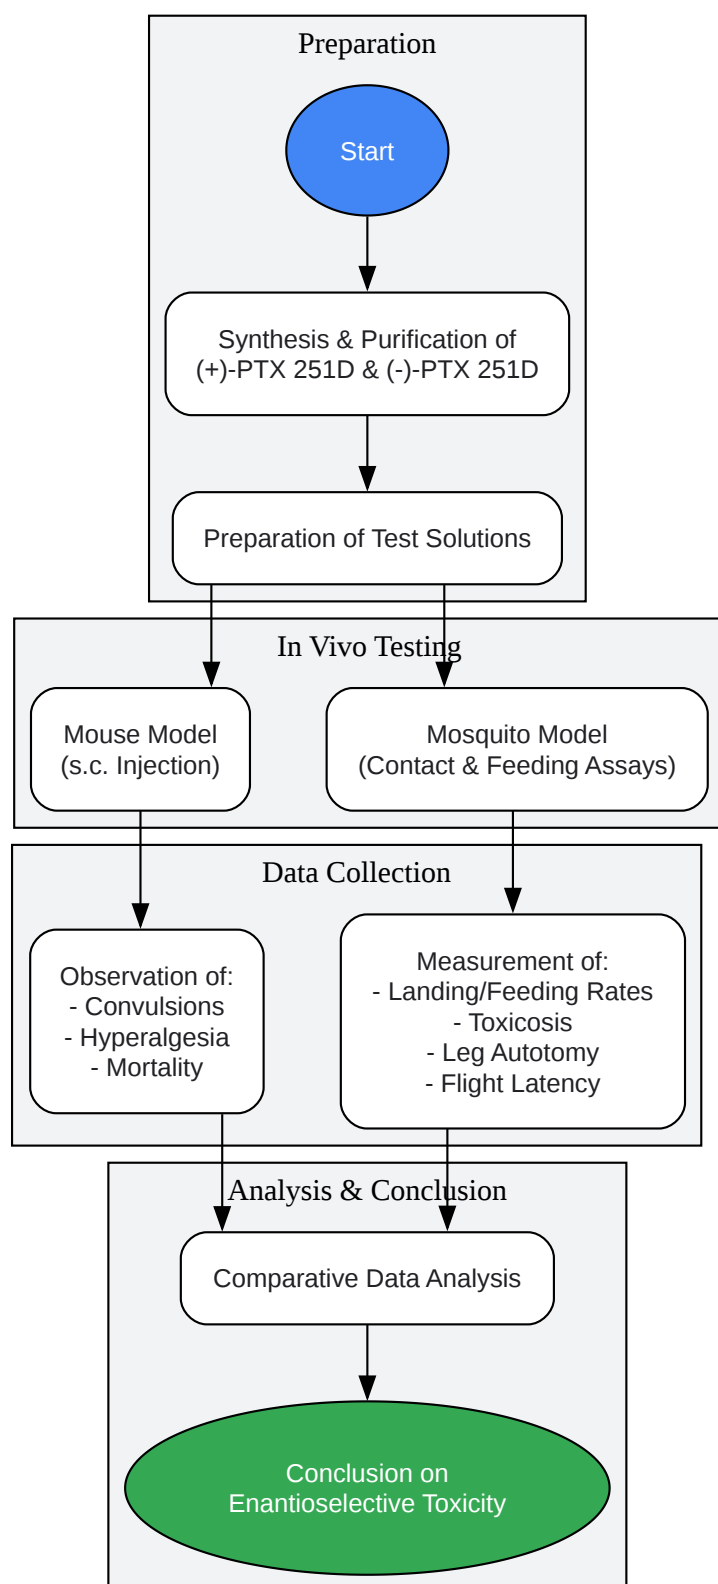 Preparation
Start
Synthesis & Purification of
(+)-PTX 251D & (-)-PTX 251D
Preparation of Test Solutions
In Vivo Testing
Mouse Model
(s.c. Injection)
Mosquito Model
(Contact & Feeding Assays)
Data Collection
Observation of:
- Convulsions
- Hyperalgesia
- Mortality
Measurement of:
- Landing/Feeding Rates
- Toxicosis
- Leg Autotomy
- Flight Latency
Analysis & Conclusion
Comparative Data Analysis
Conclusion on
Enantioselective Toxicity